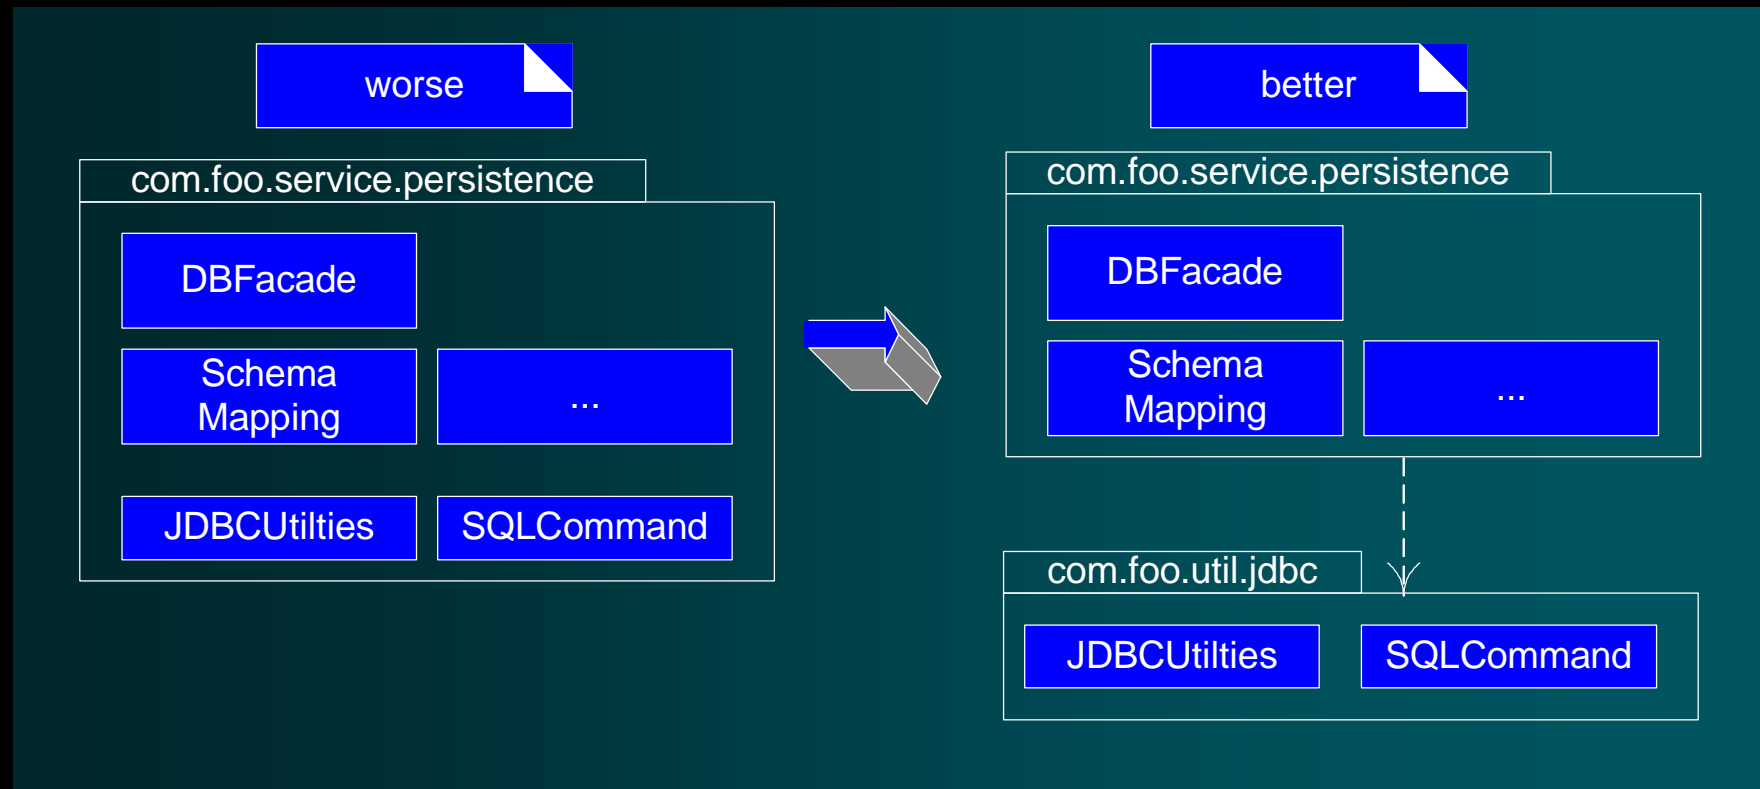 worse
com.foo.service.persistence
DBFacade
Schema
Mapping
...
JDBCUtilties
SQLCommand
better
com.foo.service.persistence
DBFacade
Schema
Mapping
...
com.foo.util.jdbc
JDBCUtilties
SQLCommand